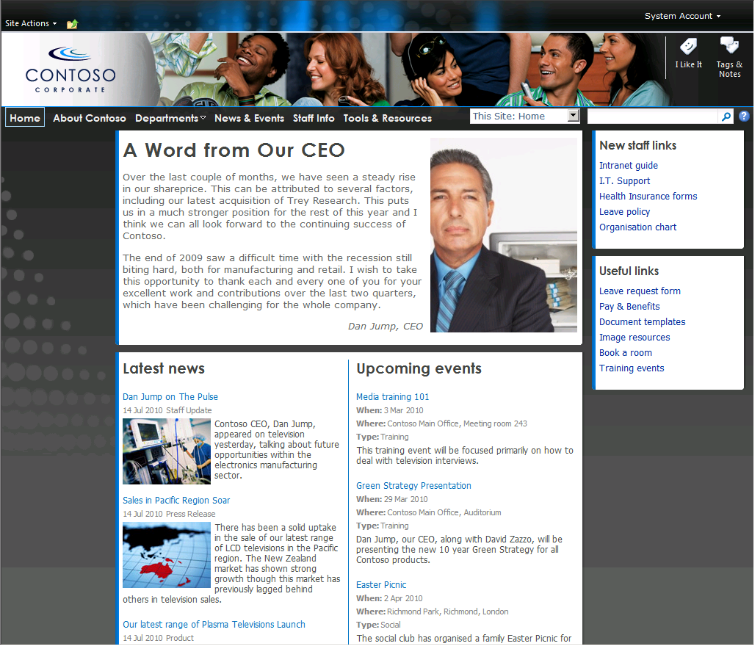 System Account
Site Actions
CONTOSO
CORPORATE
I Like It
Tags &
Notes
Home
About Contoso
Departments
News & Events
Staff Info
Tools & Resources
This Site: Home
A Word from Our CEO
Over the last couple of months, we have seen a steady rise
in our shareprice. This can be attributed to several factors,
including our latest acquisition of Trey Research. This puts
us in a much stronger position for the rest of this year and I
think we can all look forward to the continuing success of
Contoso.
The end of 2009 saw a difficult time with the recession still
biting hard, both for manufacturing and retail. I wish to take
this opportunity to thank each and every one of you for your
excellent work and contributions over the last two quarters,
which have been challenging for the whole company.
Dan Jump, CEO
Latest news
Dan Jump on The Pulse
14 Jul 2010 Staff Update
Contoso CEO, Dan Jump,
appeared on television
yesterday, talking about future
opportunities within the
electronics manufacturing
sector.
Sales in Pacific Region Soar
14 Jul 2010 Press Release
There has been a solid uptake
in the sale of our latest range
of LCD televisions in the Pacific
region. The New Zealand
market has shown strong
growth though this market has
previously lagged behind
others in television sales.
Our latest range of Plasma Televisions Launch
14 Jul 2010 Product
Upcoming events
Media training 101
When: 3 Mar 2010
Where: Contoso Main Office, Meeting room 243
Type: Training
This training event will be focused primarily on how to
deal with television interviews.
Green Strategy Presentation
When: 29 Mar 2010
Where: Contoso Main Office, Auditorium
Type: Training
Dan Jump, our CEO, along with David Zazzo, will be
presenting the new 10 year Green Strategy for all
Contoso products.
Easter Picnic
When: 2 Apr 2010
Where: Richmond Park, Richmond, London
Type: Social
The social club has organised a family Easter Picnic for
New staff links
Intranet guide
I.T. Support
Health Insurance forms
Leave policy
Organisation chart
Useful links
Leave request form
Pay & Benefits
Document templates
Image resources
Book a room
Training events